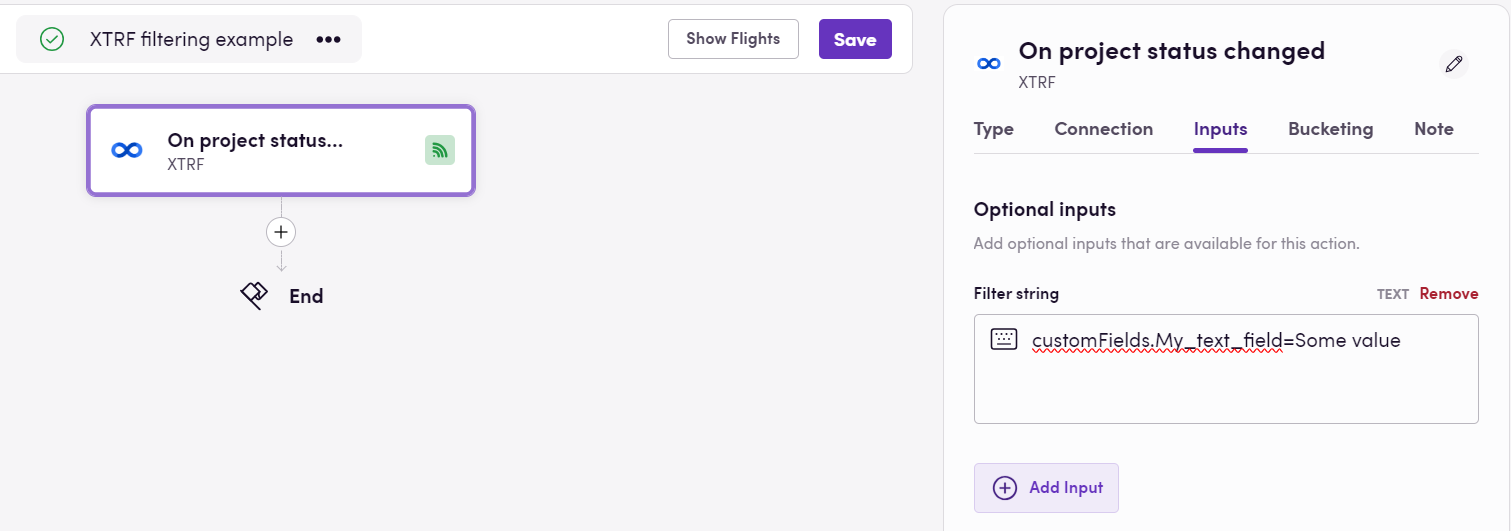 XTRF filtering example •••
Show Flights
Save
On project status...
XTRF
End
On project status changed
XTRF
Type Connection Inputs Bucketing Note
Optional inputs
Add optional inputs that are available for this action.
Filter string TEXT Remove
customFields.My_text_field=Some value
Add Input